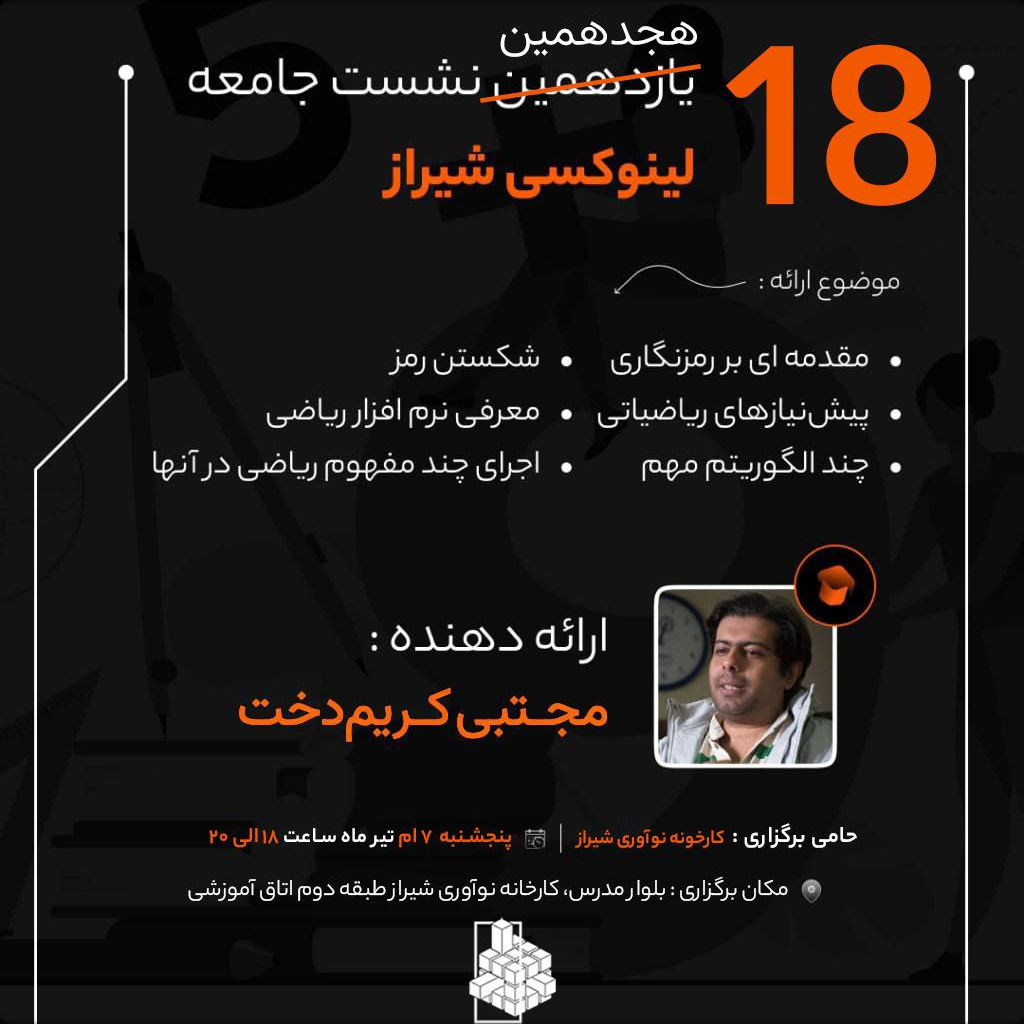 18
هجدهمین
یازدهمین نشست جامعه
لینوکسی شیراز
موضوع ارائه :
مقدمه ای بر رمزنگاری
پیش‌نیازهای ریاضیاتی
چند الگوریتم مهم
شکستن رمز
معرفی نرم افزار ریاضی
اجرای چند مفهوم ریاضی در آنها
ارائه دهنده :
مجتبی کریم‌دخت
حامی برگزاری : کارخونه نوآوری شیراز | پنجشنبه ۷ ام تیر ماه ساعت ۱۸ الی ۲۰
مکان برگزاری : بلوار مدرس، کارخانه نوآوری شیراز طبقه دوم اتاق آموزشی